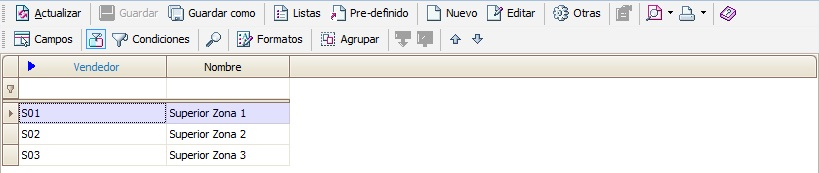 Actualizar Guardar Guardar como Listas Pre-definido Nuevo Editar Otras
Campos Condiciones Formatos Agrupar
Vendedor Nombre
S01 Superior Zona 1
S02 Superior Zona 2
S03 Superior Zona 3